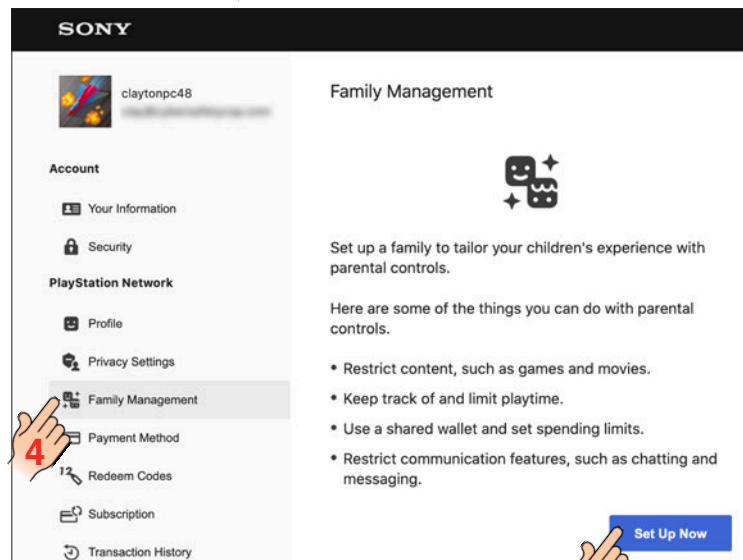 SONY
claytonpc48
Account
Your Information
Security
PlayStation Network
Profile
Privacy Settings
Family Management
4
Payment Method
12
Redeem Codes
Subscription
Transaction History
Family Management
Set up a family to tailor your children's experience with
parental controls.
Here are some of the things you can do with parental
controls.
• Restrict content, such as games and movies.
• Keep track of and limit playtime.
• Use a shared wallet and set spending limits.
• Restrict communication features, such as chatting and
messaging.
Set Up Now